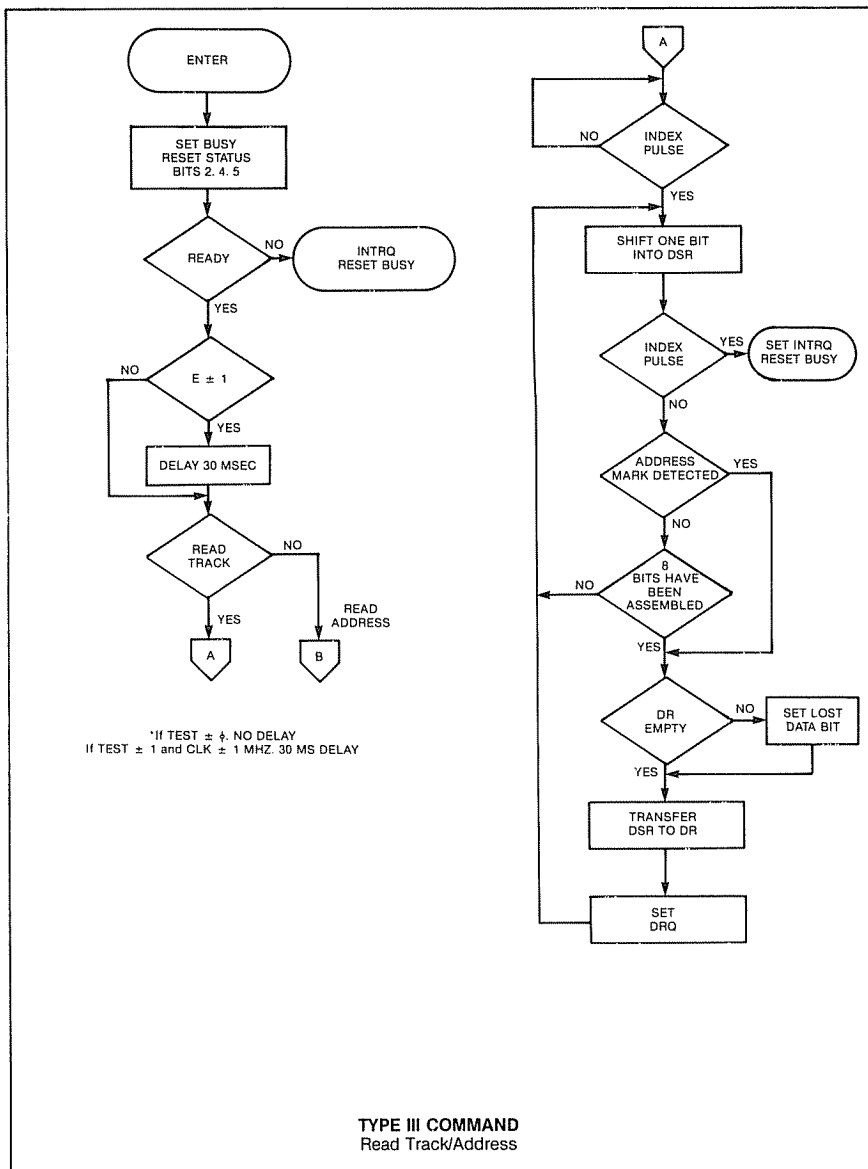 ENTER
SET BUSY
RESET STATUS
BITS 2. 4. 5
READY
NO
INTRQ
RESET BUSY
YES
E ± 1
NO
YES
DELAY 30 MSEC
READ
TRACK
NO
YES
READ
ADDRESS
A
B
*If TEST ± ϕ. NO DELAY
If TEST ± 1 and CLK ± 1 MHZ. 30 MS DELAY
A
INDEX
PULSE
NO
YES
SHIFT ONE BIT
INTO DSR
INDEX
PULSE
YES
SET INTRQ
RESET BUSY
NO
ADDRESS
MARK DETECTED
YES
NO
8
BITS HAVE
BEEN
ASSEMBLED
NO
YES
DR
EMPTY
NO
SET LOST
DATA BIT
YES
TRANSFER
DSR TO DR
SET
DRQ
TYPE III COMMAND
Read Track/Address